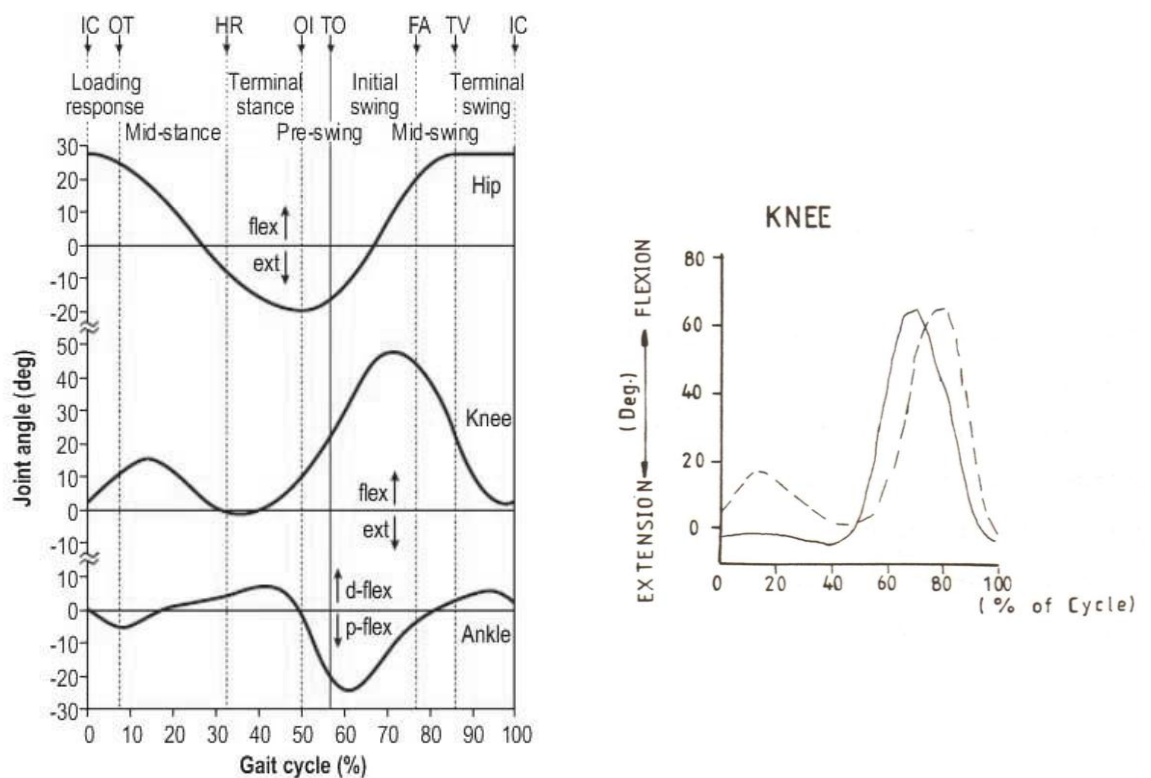 IC OT HR OI TO FA TV IC
Loading response
Terminal stance
Initial swing
Terminal swing
Mid-stance
Pre-swing
Mid-swing
30
20
10
0
-10
-20
Hip
flex
ext
50
40
30
20
10
0
-10
Knee
flex
ext
10
0
-10
-20
-30
d-flex
p-flex
Ankle
Joint angle (deg)
0 10 20 30 40 50 60 70 80 90 100
Gait cycle (%)
KNEE
EXTENSION
(Deg.)
FLEXION
80
60
40
20
0
0 20 40 60 80 100
(% of Cycle)